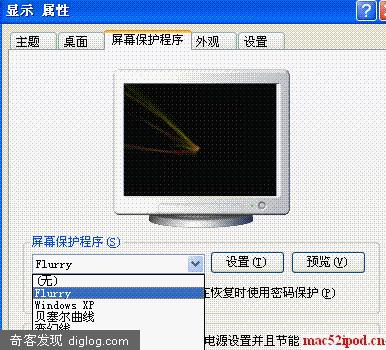 显示 属性
主题 桌面 屏幕保护程序 外观 设置
屏幕保护程序(S)
Flurry 设置(T) 预览(V)
(无)
Flurry
Windows XP
贝塞尔曲线
变幻线
在恢复时使用密码保护(P)
电源设置并且节能
mac52ipod.cn
奇客发现 diglog.com